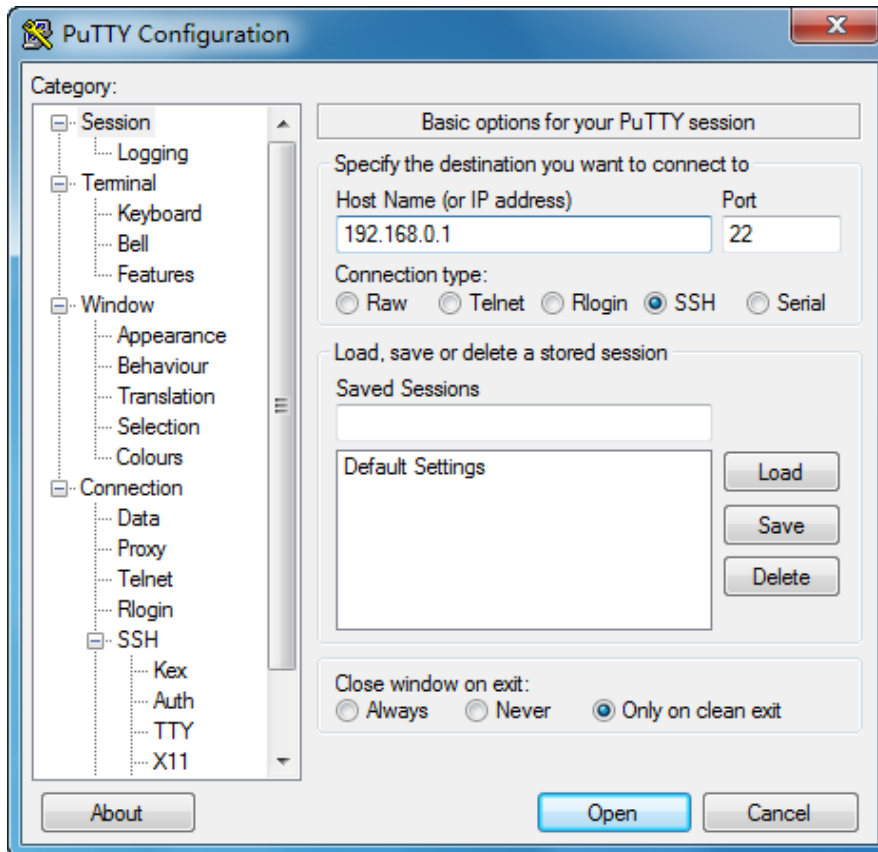 PuTTY Configuration
Category:
Session
Logging
Terminal
Keyboard
Bell
Features
Window
Appearance
Behaviour
Translation
Selection
Colours
Connection
Data
Proxy
Telnet
Rlogin
SSH
Kex
Auth
TTY
X11
Basic options for your PuTTY session
Specify the destination you want to connect to
Host Name (or IP address) Port
192.168.0.1 22
Connection type:
Raw Telnet Rlogin SSH Serial
Load, save or delete a stored session
Saved Sessions
Default Settings
Load
Save
Delete
Close window on exit:
Always Never Only on clean exit
About Open Cancel